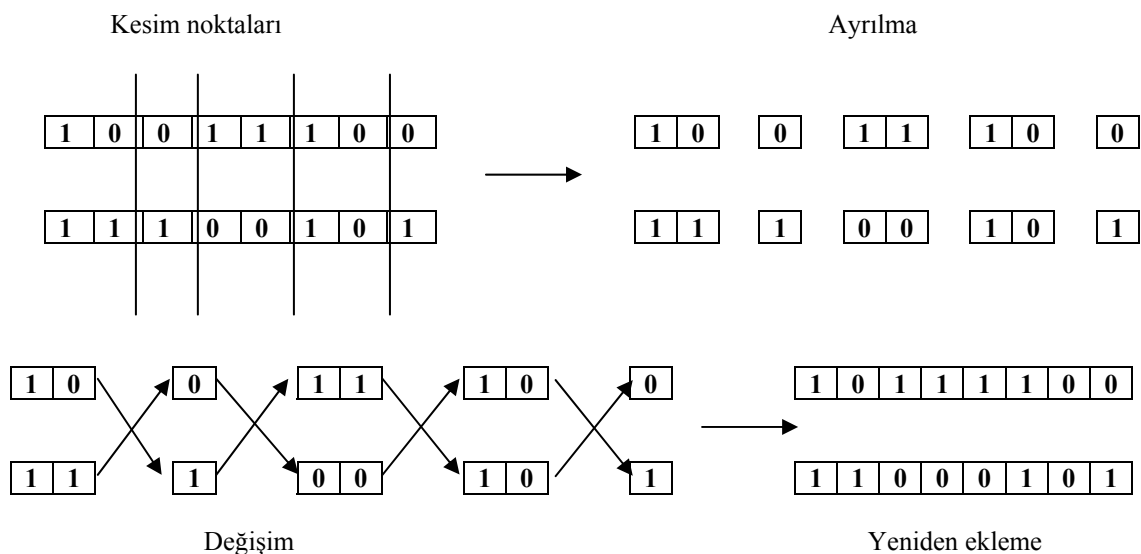 Kesim noktaları
Ayrılma
1 0 0 1 1 1 0 0
1 0 0 1 1 1 0 0
1 1 1 0 0 1 0 1
1 1 1 0 0 1 0 1
1 0 0 1 1 1 0 0
1 0 1 1 1 1 0 0
1 1 1 0 0 1 0 1
1 1 0 0 0 1 0 1
Değişim
Yeniden ekleme